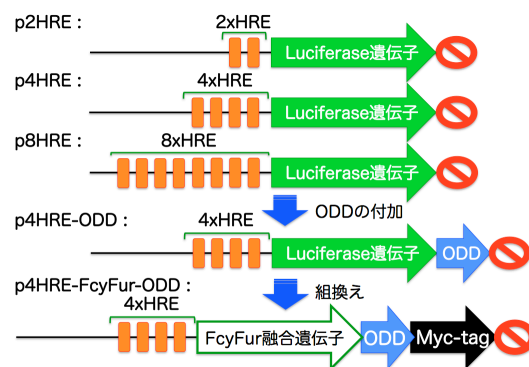 p2HRE :
2xHRE
Luciferase遺伝子
p4HRE :
4xHRE
Luciferase遺伝子
p8HRE :
8xHRE
Luciferase遺伝子
ODDの付加
p4HRE-ODD :
4xHRE
Luciferase遺伝子
ODD
p4HRE-FcyFur-ODD :
組換え
4xHRE
FcyFur融合遺伝子
ODD
Myc-tag